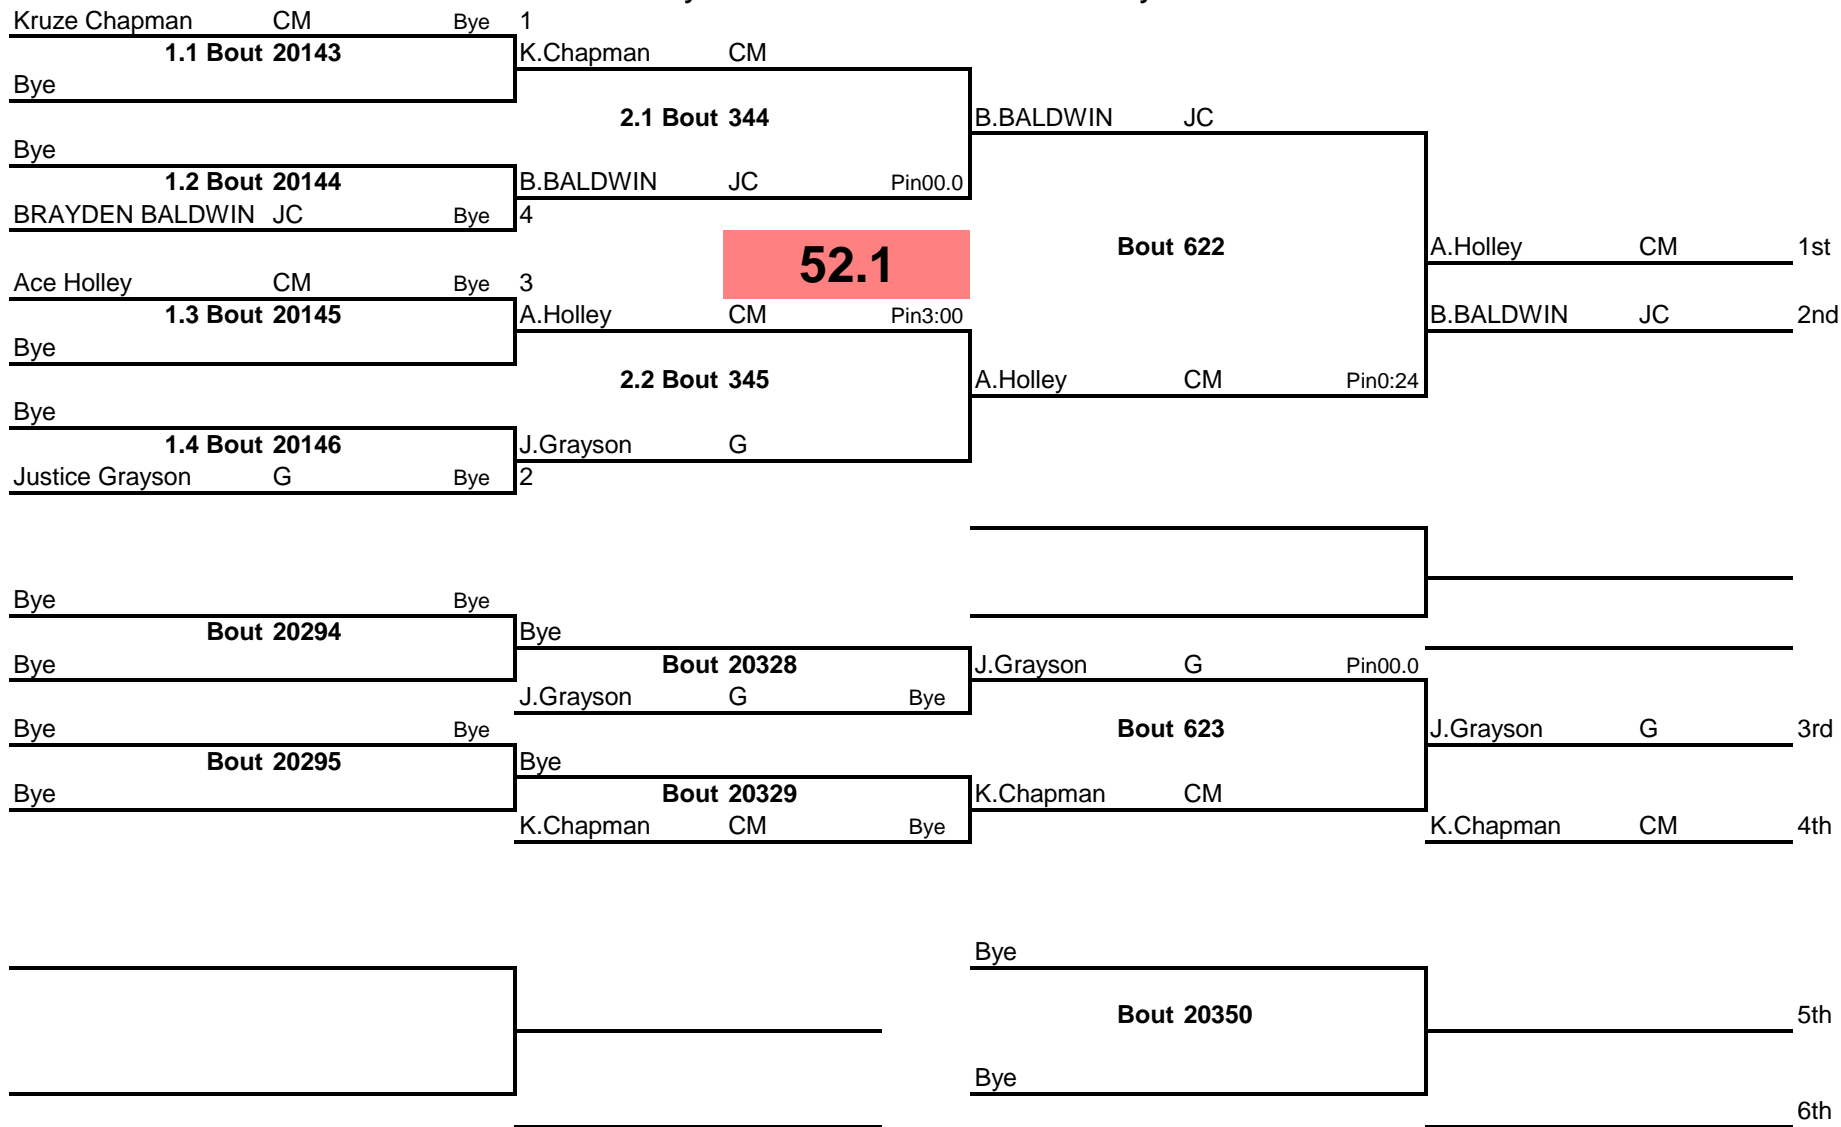 Kruze Chapman CM Bye 1
1.1 Bout 20143 K.Chapman CM
Bye
2.1 Bout 344 B.BALDWIN JC
Bye
1.2 Bout 20144 B.BALDWIN JC Pin00.0
BRAYDEN BALDWIN JC Bye 4
52.1 Bout 622 A.Holley CM 1st
Ace Holley CM Bye 3
1.3 Bout 20145 A.Holley CM Pin3:00 B.BALDWIN JC 2nd
Bye
2.2 Bout 345 A.Holley CM Pin0:24
Bye
1.4 Bout 20146 J.Grayson G
Justice Grayson G Bye 2
Bye Bye
Bout 20294 Bye
Bye Bout 20328 J.Grayson G Pin00.0
J.Grayson G Bye
Bye Bye Bout 623 J.Grayson G 3rd
Bout 20295 Bye
Bye Bout 20329 K.Chapman CM
K.Chapman CM Bye K.Chapman CM 4th
Bye
Bout 20350 5th
Bye
6th